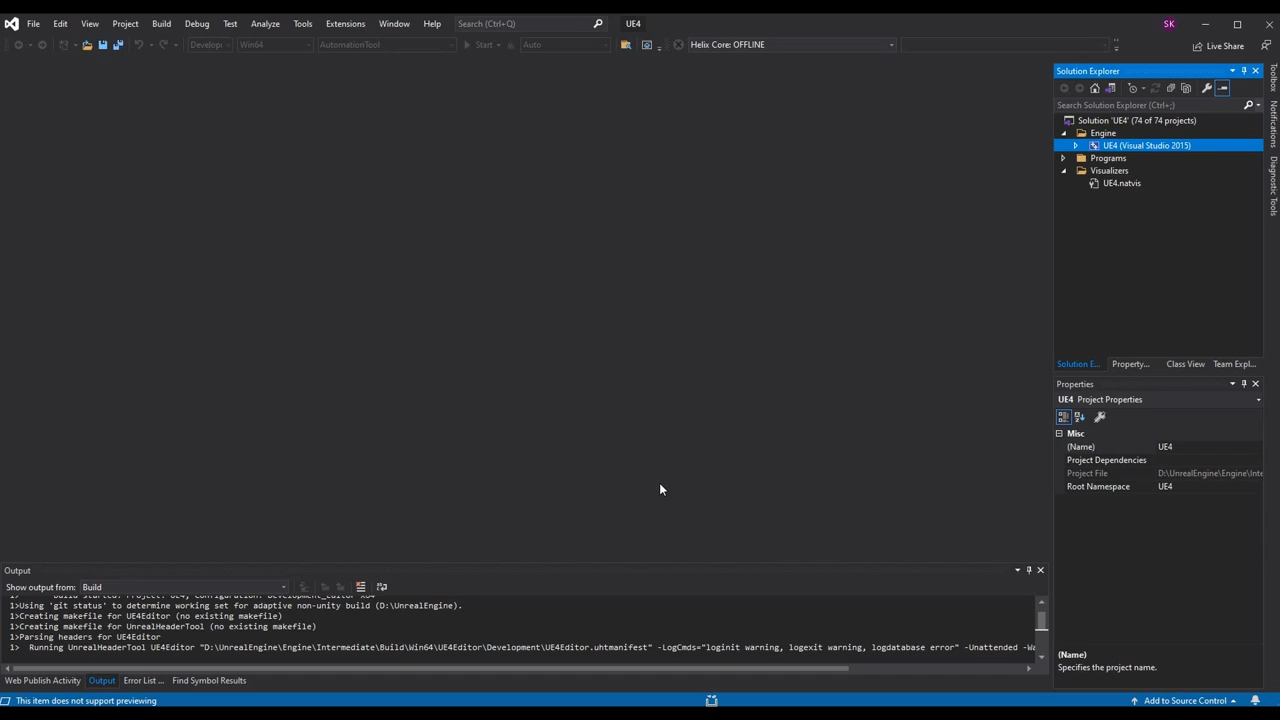 File Edit View Project Build Debug Test Analyze Tools Extensions Window Help Search (Ctrl+Q) UE4 SK
Develop Win64 AutomationTool Start Auto Helix Core: OFFLINE Live Share
Solution Explorer
Search Solution Explorer (Ctrl+;)
Solution 'UE4' (74 of 74 projects)
Engine
UE4 (Visual Studio 2015)
Programs
Visualizers
UE4.natvis
Solution E... Property... Class View Team Expl...
Properties
UE4 Project Properties
Misc
(Name) UE4
Project Dependencies
Project File D:\UnrealEngine\Engine\Inte
Root Namespace UE4
(Name)
Specifies the project name.
Toolbox
Notifications
Diagnostic Tools
Output
Show output from: Build
1>Using 'git status' to determine working set for adaptive non-unity build (D:\UnrealEngine).
1>Creating makefile for UE4Editor (no existing makefile)
1>Creating makefile for UnrealHeaderTool (no existing makefile)
1>Parsing headers for UE4Editor
1> Running UnrealHeaderTool UE4Editor "D:\UnrealEngine\Engine\Intermediate\Build\Win64\UE4Editor\Development\UE4Editor.uhtmanifest" -LogCmds="loginit warning, logexit warning, logdatabase error" -Unattended -Wa
Web Publish Activity Output Error List ... Find Symbol Results
This item does not support previewing Add to Source Control